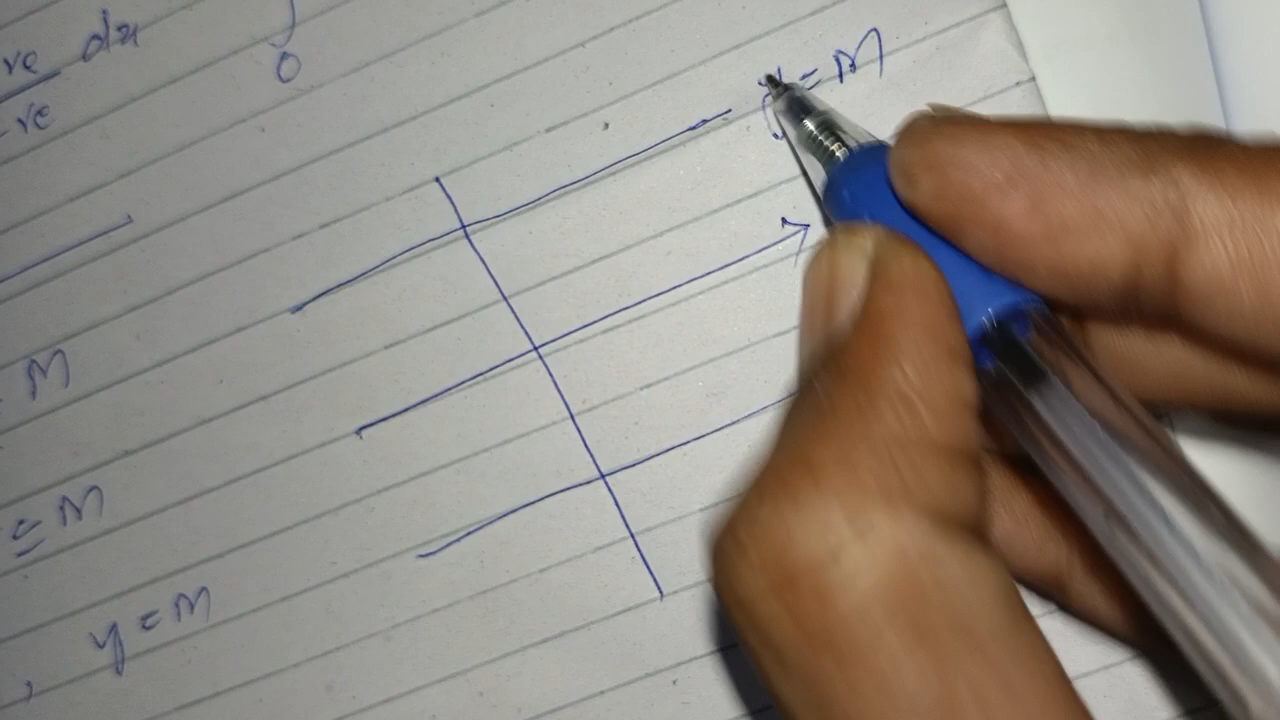 ve dx
-ve
0
y = M
M
≤ M
, y = M